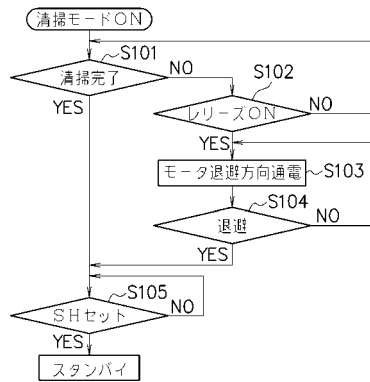 清掃モードON
S101
清掃完了
NO
S102
YES
レリーズON
NO
YES
モータ退避方向通電
S103
S104
退避
NO
YES
S105
SHセット
NO
YES
スタンバイ